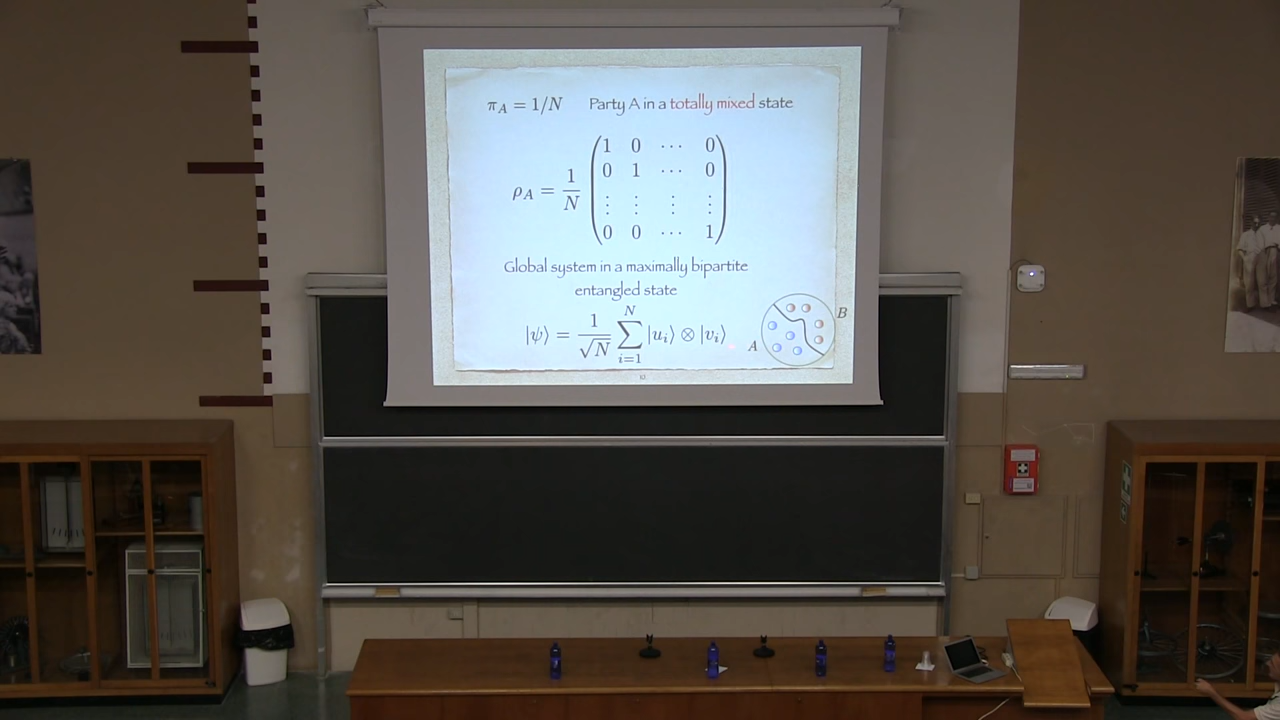 π_A = 1/N Party A in a totally mixed state
ρ_A = 1/N (1 0 ⋯ 0
0 1 ⋯ 0
⋮ ⋮ ⋮ ⋮
0 0 ⋯ 1)
Global system in a maximally bipartite
entangled state
|ψ⟩ = 1/√N ∑_{i=1}^{N} |u_i⟩ ⊗ |v_i⟩
A
B